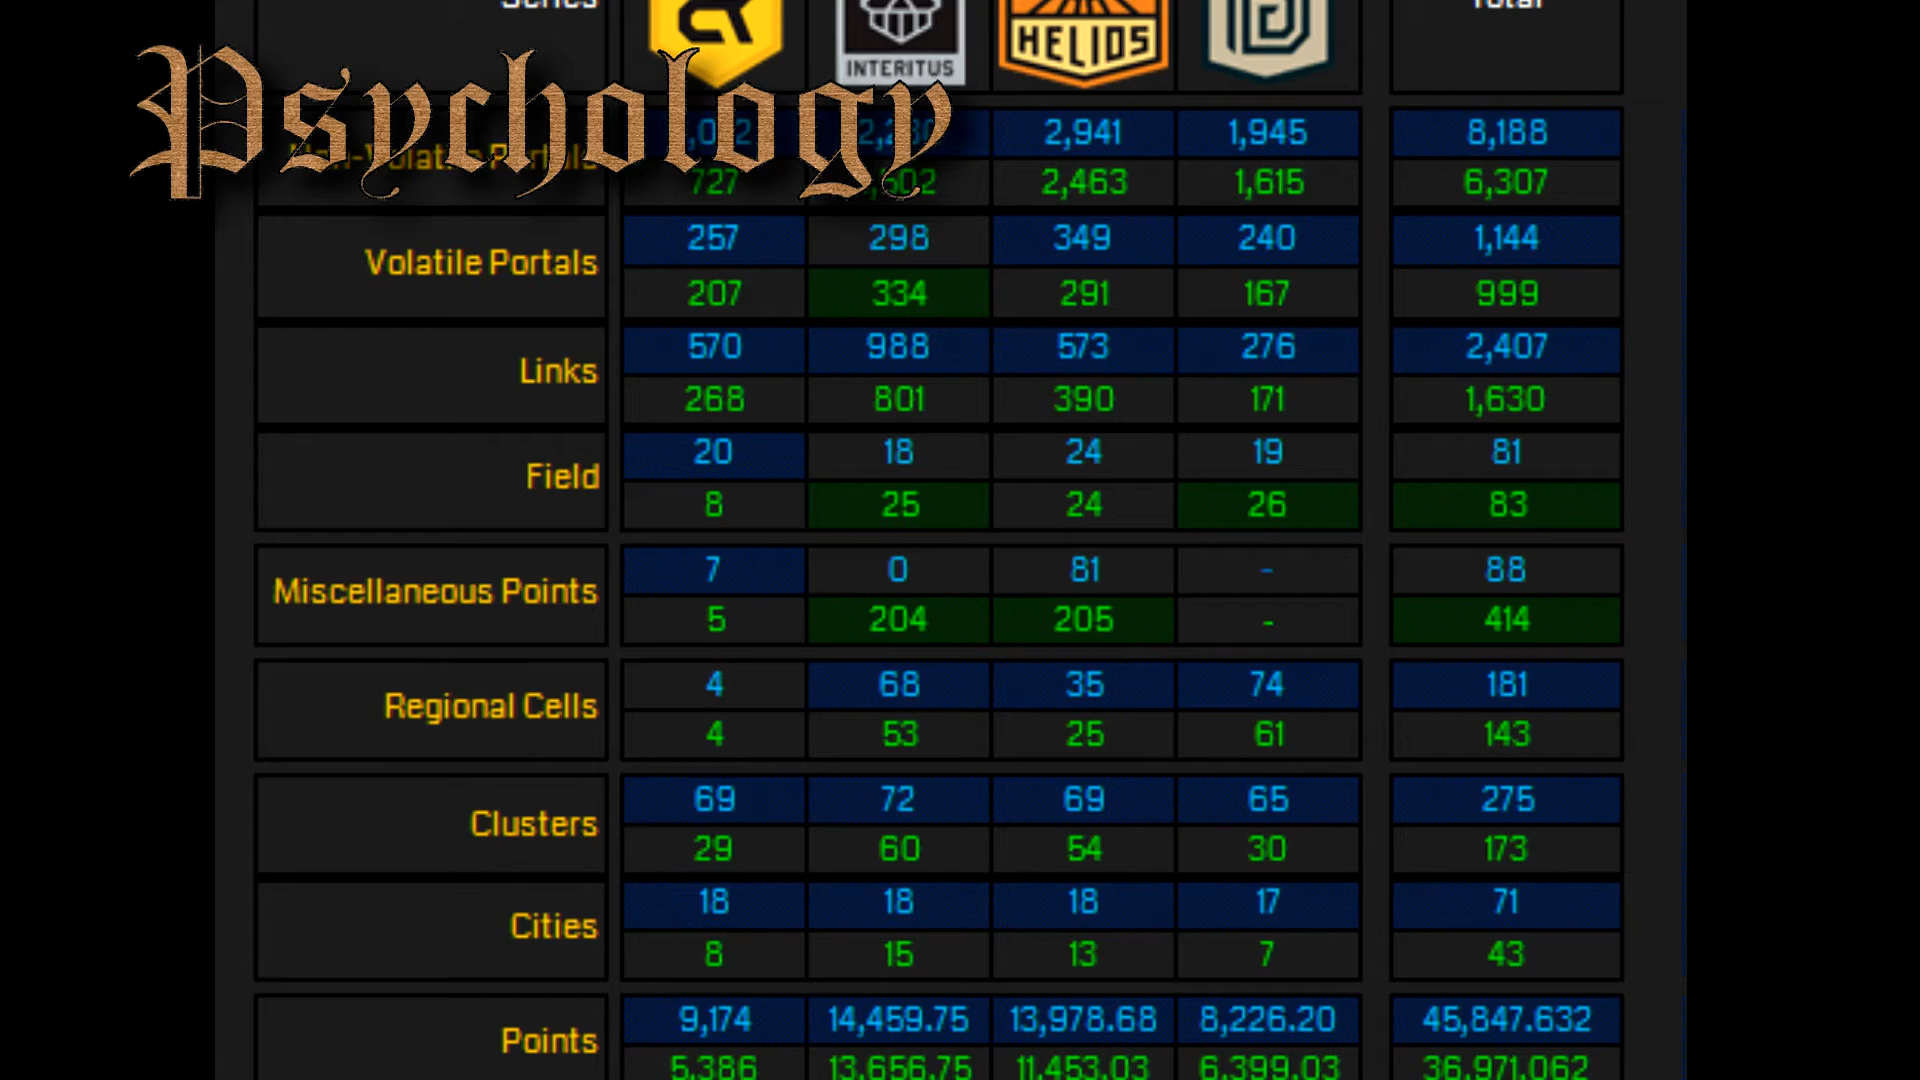 Series Total
INTERITUS HELIOS
Psychology
2,941 1,945 8,188
727 2,463 1,615 6,307
Volatile Portals 257 298 349 240 1,144
207 334 291 167 999
Links 570 988 573 276 2,407
268 801 390 171 1,630
Field 20 18 24 19 81
8 25 24 26 83
Miscellaneous Points 7 0 81 - 88
5 204 205 - 414
Regional Cells 4 68 35 74 181
4 53 25 61 143
Clusters 69 72 69 65 275
29 60 54 30 173
Cities 18 18 18 17 71
8 15 13 7 43
Points 9,174 14,459.75 13,978.68 8,226.20 45,847.632
5,386 13,656.75 11,453.03 6,399.03 36,971.062